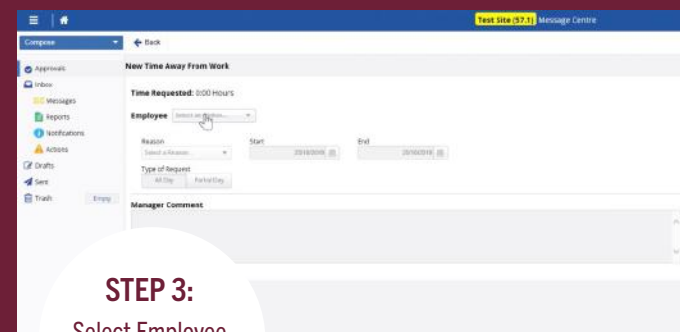 Test Site (57.1) Message Centre
Compose
Back
Approvals
New Time Away From Work
Inbox
Time Requested: 0:00 Hours
Messages
Employee
Reports
Notifications
Reason Start End
Actions
Select a Reason...
Drafts
Type of Request
Sent
All Day Partial Day
Trash Empty
Manager Comment
STEP 3:
Select Employee